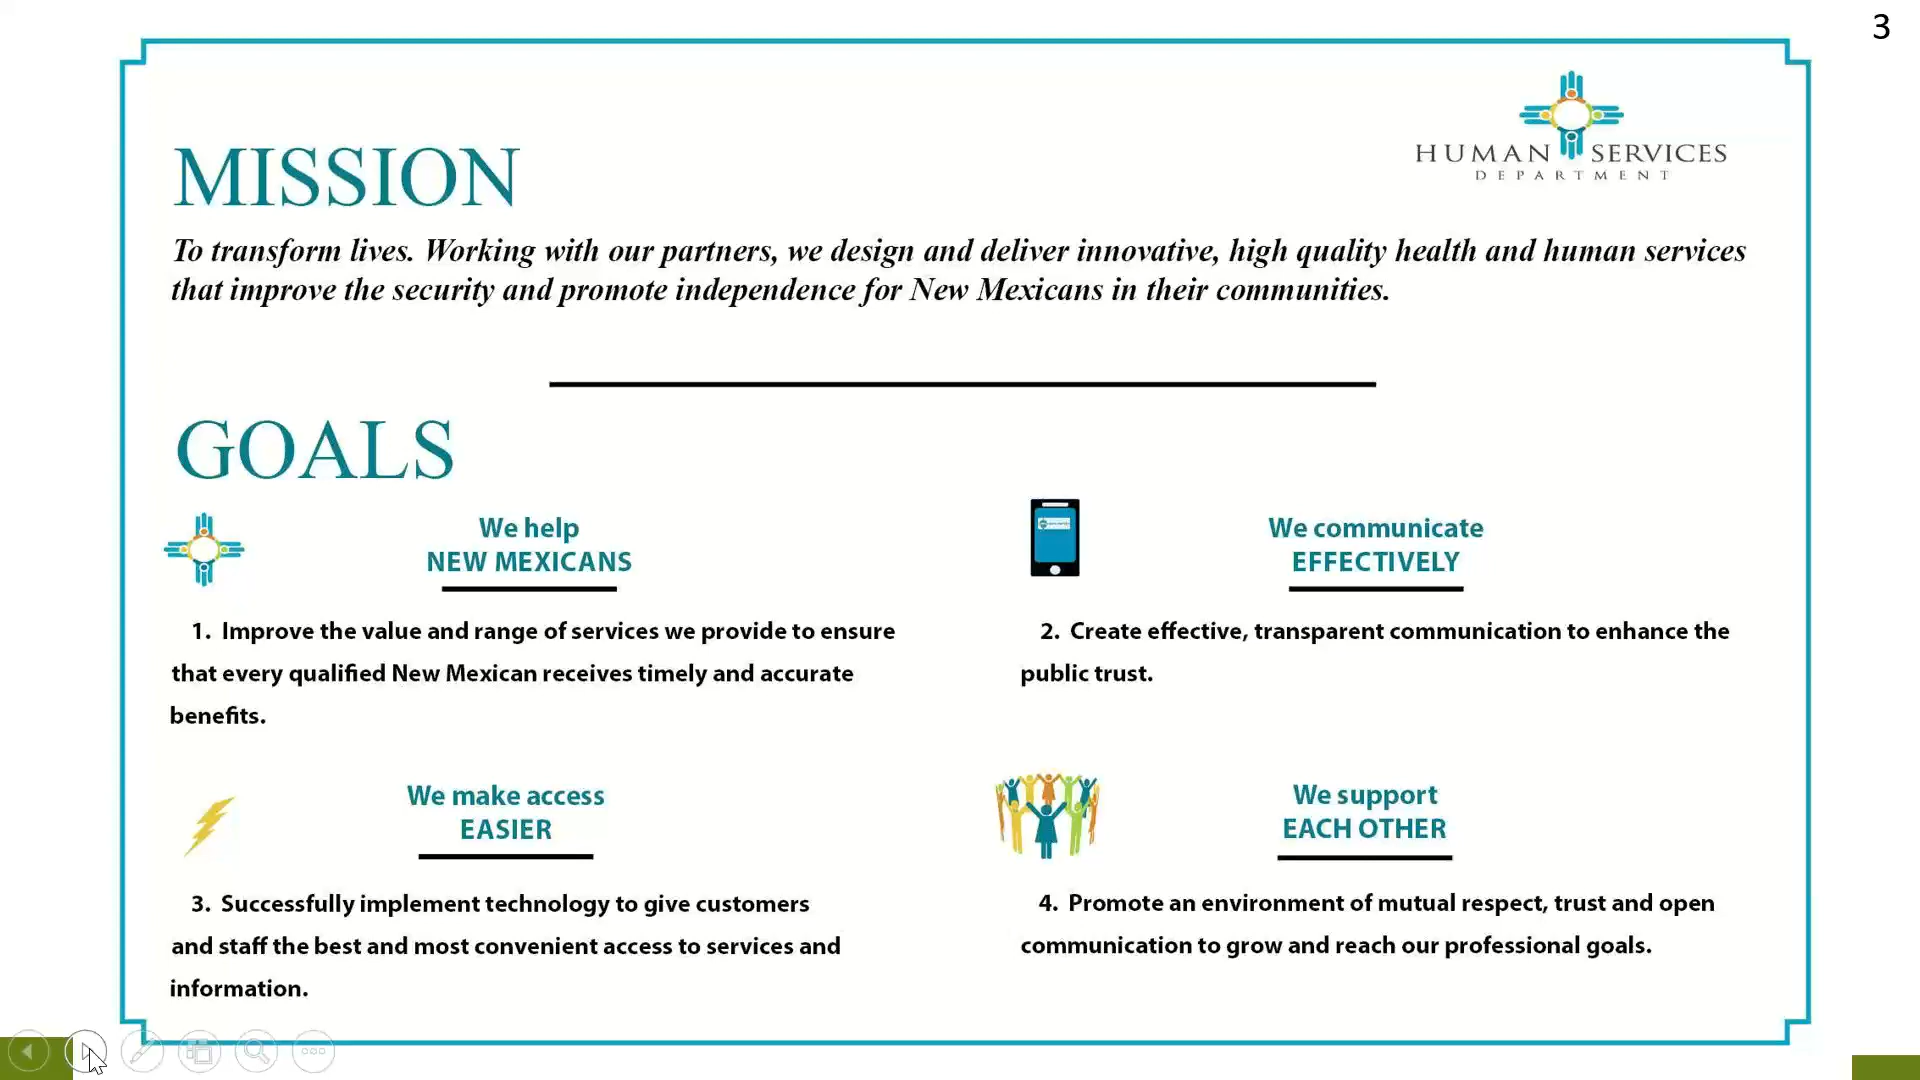 3
HUMAN SERVICES
DEPARTMENT
MISSION
To transform lives. Working with our partners, we design and deliver innovative, high quality health and human services
that improve the security and promote independence for New Mexicans in their communities.
GOALS
We help
NEW MEXICANS
1. Improve the value and range of services we provide to ensure
that every qualified New Mexican receives timely and accurate
benefits.
We communicate
EFFECTIVELY
2. Create effective, transparent communication to enhance the
public trust.
We make access
EASIER
3. Successfully implement technology to give customers
and staff the best and most convenient access to services and
information.
We support
EACH OTHER
4. Promote an environment of mutual respect, trust and open
communication to grow and reach our professional goals.